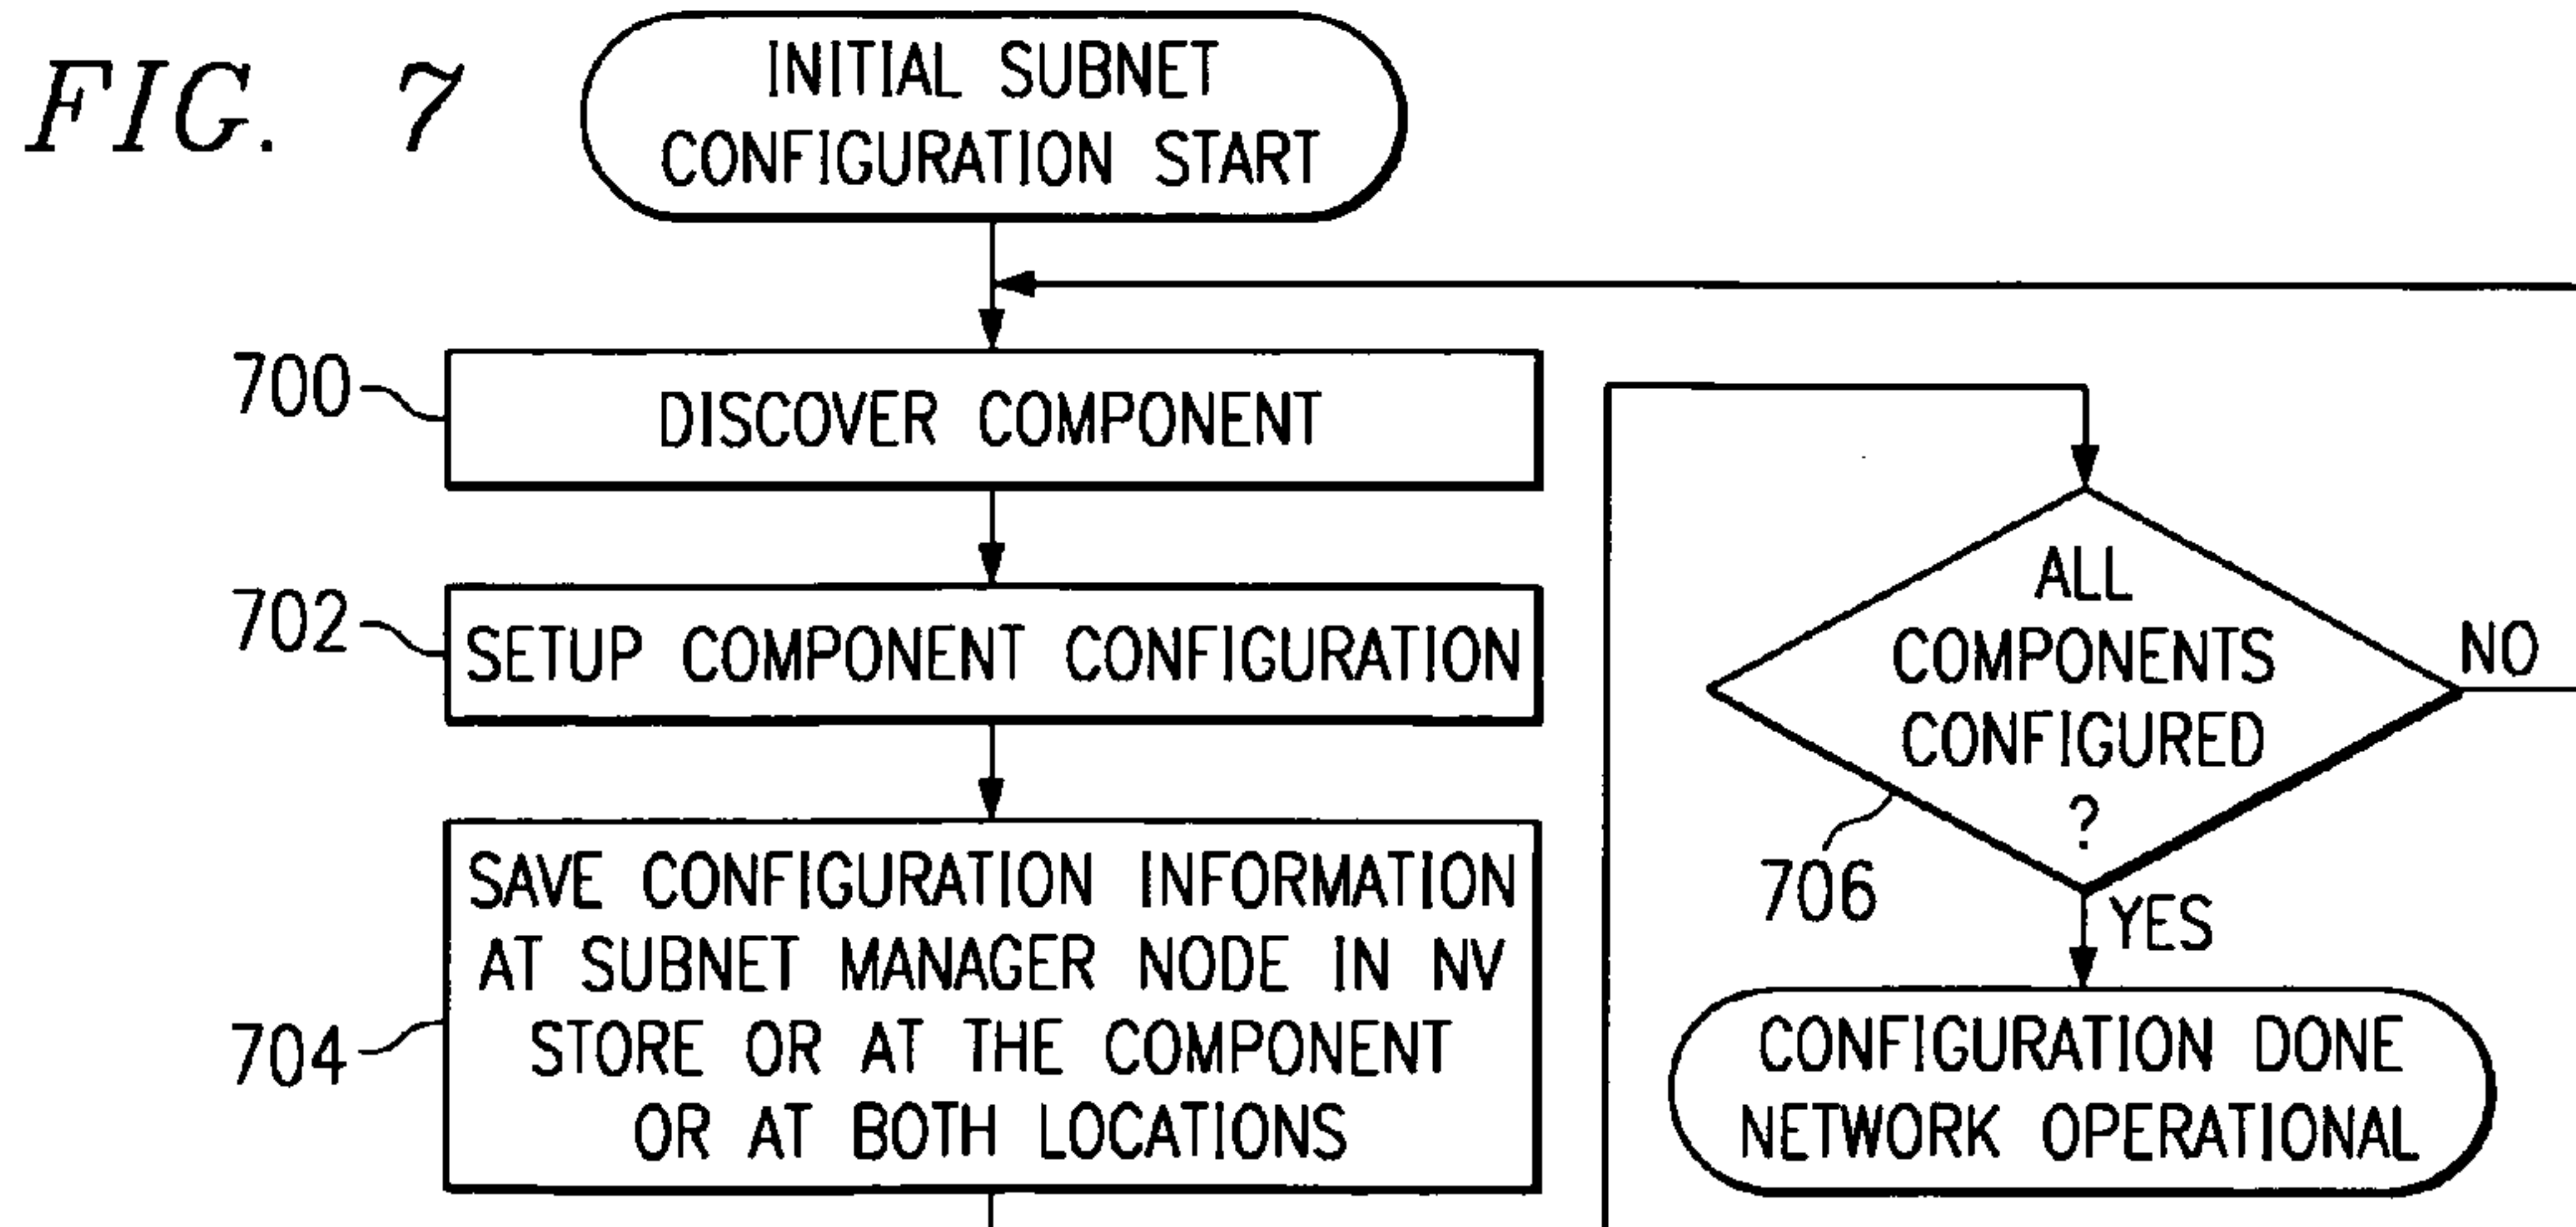 FIG. 7
INITIAL SUBNET
CONFIGURATION START
700
DISCOVER COMPONENT
702
SETUP COMPONENT CONFIGURATION
704
SAVE CONFIGURATION INFORMATION
AT SUBNET MANAGER NODE IN NV
STORE OR AT THE COMPONENT
OR AT BOTH LOCATIONS
ALL
COMPONENTS
CONFIGURED
?
NO
706
YES
CONFIGURATION DONE
NETWORK OPERATIONAL